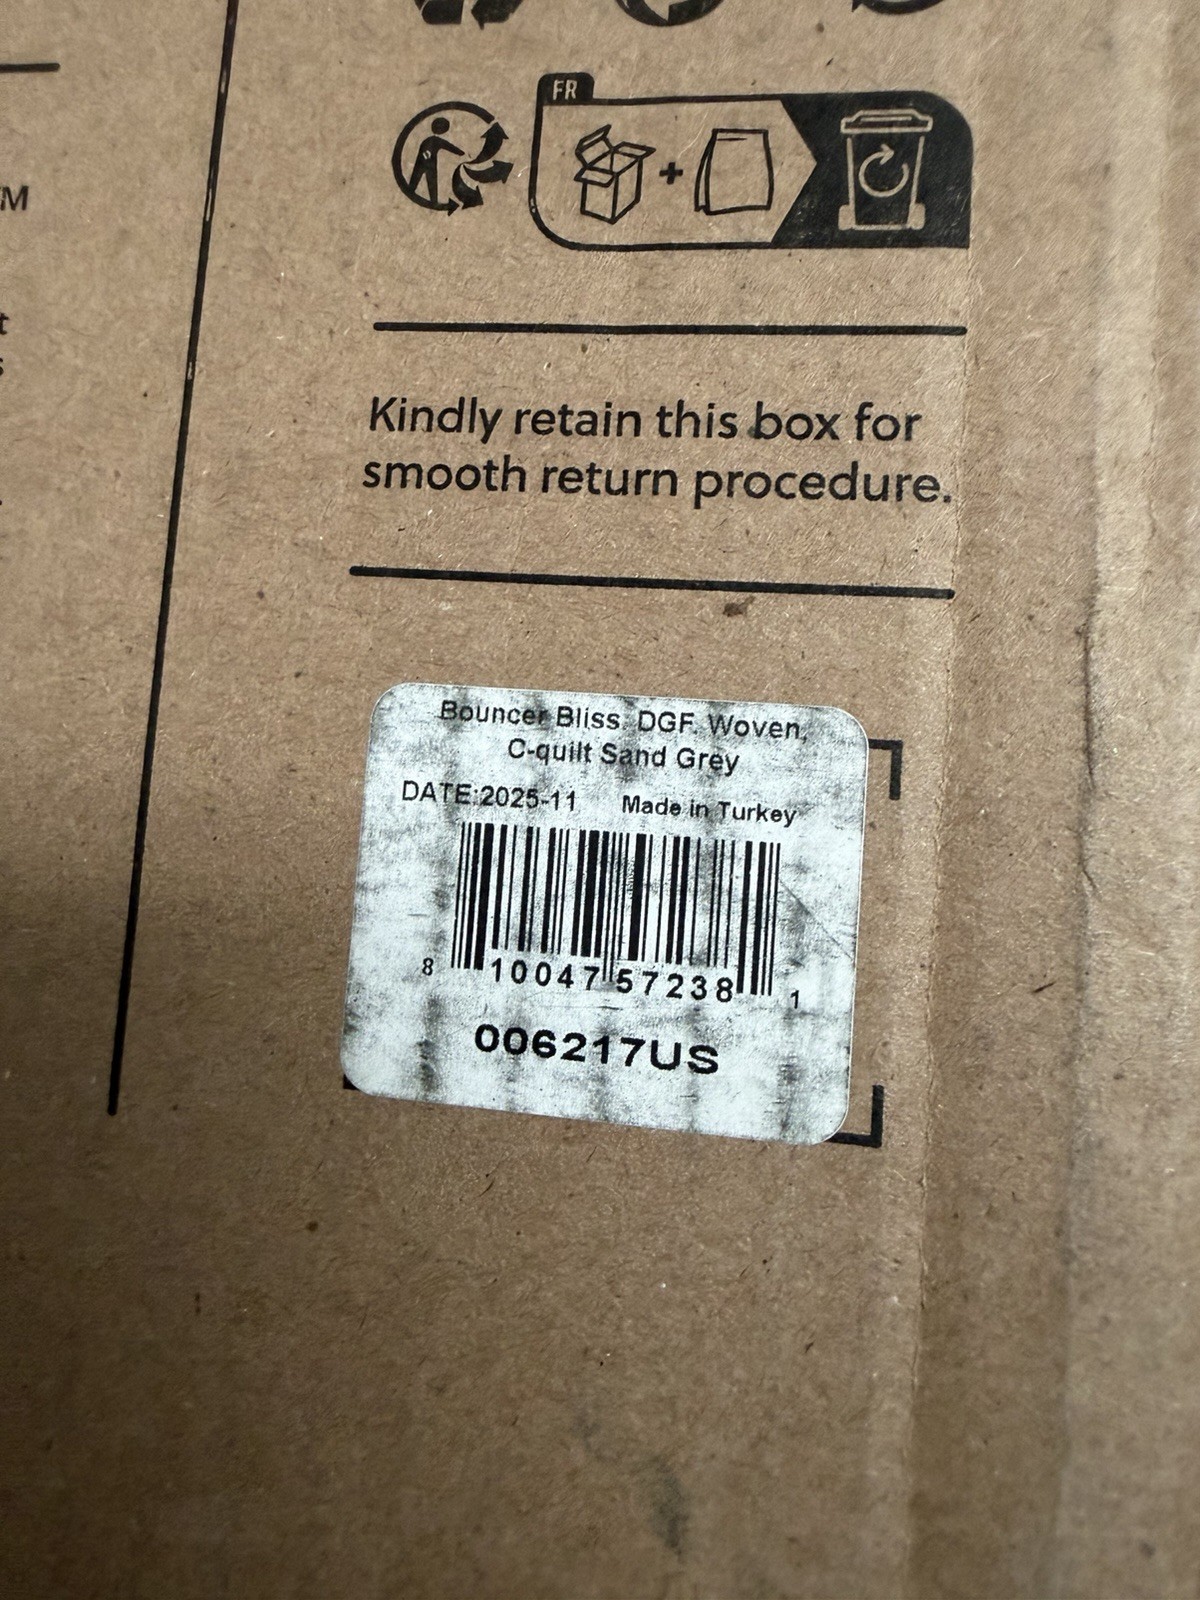 FR
+
M
t
s
Kindly retain this box for
smooth return procedure.
Bouncer Bliss, DGF, Woven,
C-quilt Sand Grey
DATE:2025-11 Made in Turkey
8 10047 57238 1
006217US